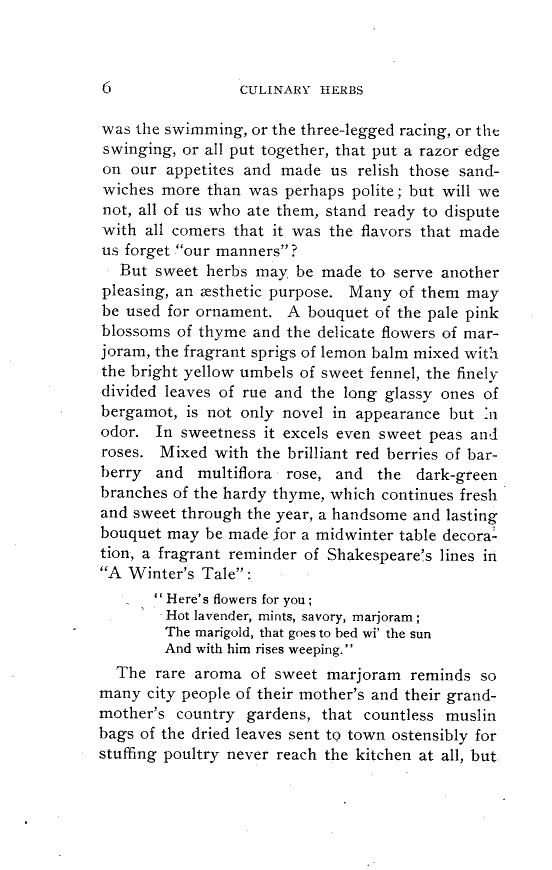 6 CULINARY HERBS
was the swimming, or the three-legged racing, or the
swinging, or all put together, that put a razor edge
on our appetites and made us relish those sand-
wiches more than was perhaps polite; but will we
not, all of us who ate them, stand ready to dispute
with all comers that it was the flavors that made
us forget "our manners"?
But sweet herbs may be made to serve another
pleasing, an æsthetic purpose. Many of them may
be used for ornament. A bouquet of the pale pink
blossoms of thyme and the delicate flowers of mar-
joram, the fragrant sprigs of lemon balm mixed with
the bright yellow umbels of sweet fennel, the finely
divided leaves of rue and the long glassy ones of
bergamot, is not only novel in appearance but in
odor. In sweetness it excels even sweet peas and
roses. Mixed with the brilliant red berries of bar-
berry and multiflora rose, and the dark-green
branches of the hardy thyme, which continues fresh
and sweet through the year, a handsome and lasting
bouquet may be made for a midwinter table decora-
tion, a fragrant reminder of Shakespeare's lines in
"A Winter's Tale":
"Here's flowers for you;
Hot lavender, mints, savory, marjoram;
The marigold, that goes to bed wi' the sun
And with him rises weeping."
The rare aroma of sweet marjoram reminds so
many city people of their mother's and their grand-
mother's country gardens, that countless muslin
bags of the dried leaves sent to town ostensibly for
stuffing poultry never reach the kitchen at all, but